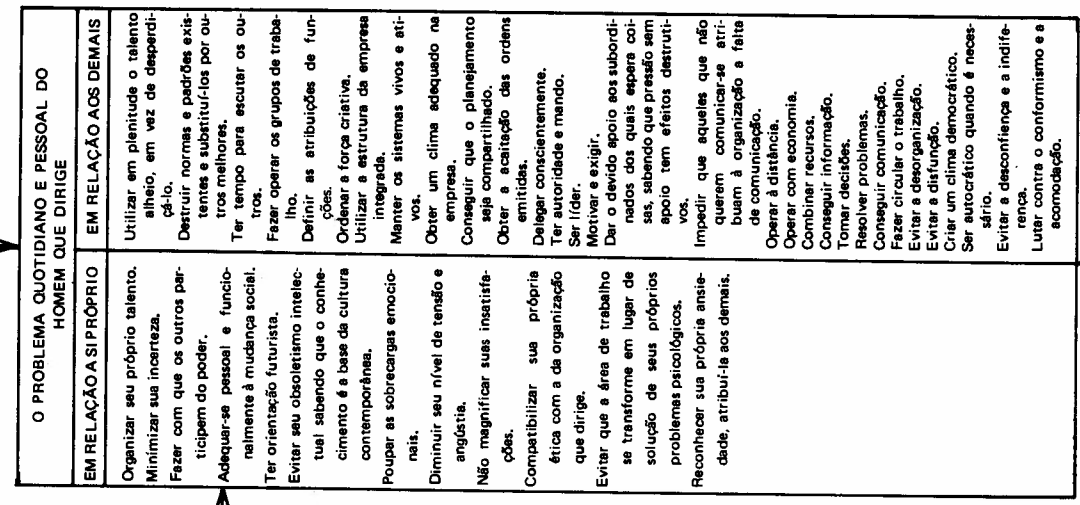 O PROBLEMA QUOTIDIANO E PESSOAL DO
HOMEM QUE DIRIGE
EM RELAÇÃO A SI PRÓPRIO
Organizar seu próprio talento.
Minimizar sua incerteza.
Fazer com que os outros par-
ticipem do poder.
Adequar-se pessoal e funcio-
nalmente à mudança social.
Ter orientação futurista.
Evitar seu obsoletismo intelec-
tual sabendo que o conhe-
cimento é a base da cultura
contemporânea.
Poupar as sobrecargas emocio-
nais.
Diminuir seu nível de tensão e
angústia.
Não magnificar suas insatisfa-
ções.
Compatibilizar sua própria
ética com a da organização
que dirige.
Evitar que a área de trabalho
se transforme em lugar de
solução de seus próprios
problemas psicológicos.
Reconhecer sua própria ansie-
dade, atribuí-la aos demais.
EM RELAÇÃO AOS DEMAIS
Utilizar em plenitude o talento
alheio, em vez de desperdi-
çá-lo.
Destruir normas e padrões exis-
tentes e substituí-los por ou-
tros melhores.
Ter tempo para escutar os ou-
tros.
Fazer operar os grupos de traba-
lho.
Definir as atribuições de fun-
ções.
Ordenar a força criativa.
Utilizar a estrutura da empresa
integrada.
Manter os sistemas vivos e ati-
vos.
Obter um clima adequado na
empresa.
Conseguir que o planejamento
seja compartilhado.
Obter a acaitação das ordens
emitidas.
Delegar conscientemente.
Ter autoridade e mando.
Ser líder.
Motivar e exigir.
Dar o devido apoio aos subordi-
nados dos quais espera coi-
sas, sabendo que pressão sem
apoio tem efeitos destruti-
vos.
Impedir que aqueles que não
querem comunicar-se atri-
buam à organização a falta
de comunicação.
Operar à distância.
Operar com economia.
Combinar recursos.
Conseguir informação.
Tomar decisões.
Resolver problemas.
Conseguir comunicação.
Fazer circular o trabalho.
Evitar a desorganização.
Evitar a disfunção.
Criar um clima democrático.
Ser autocrático quando é neces-
sário.
Evitar a desconfiença e a indife-
rença.
Lutar contra o conformismo e a
acomodação.